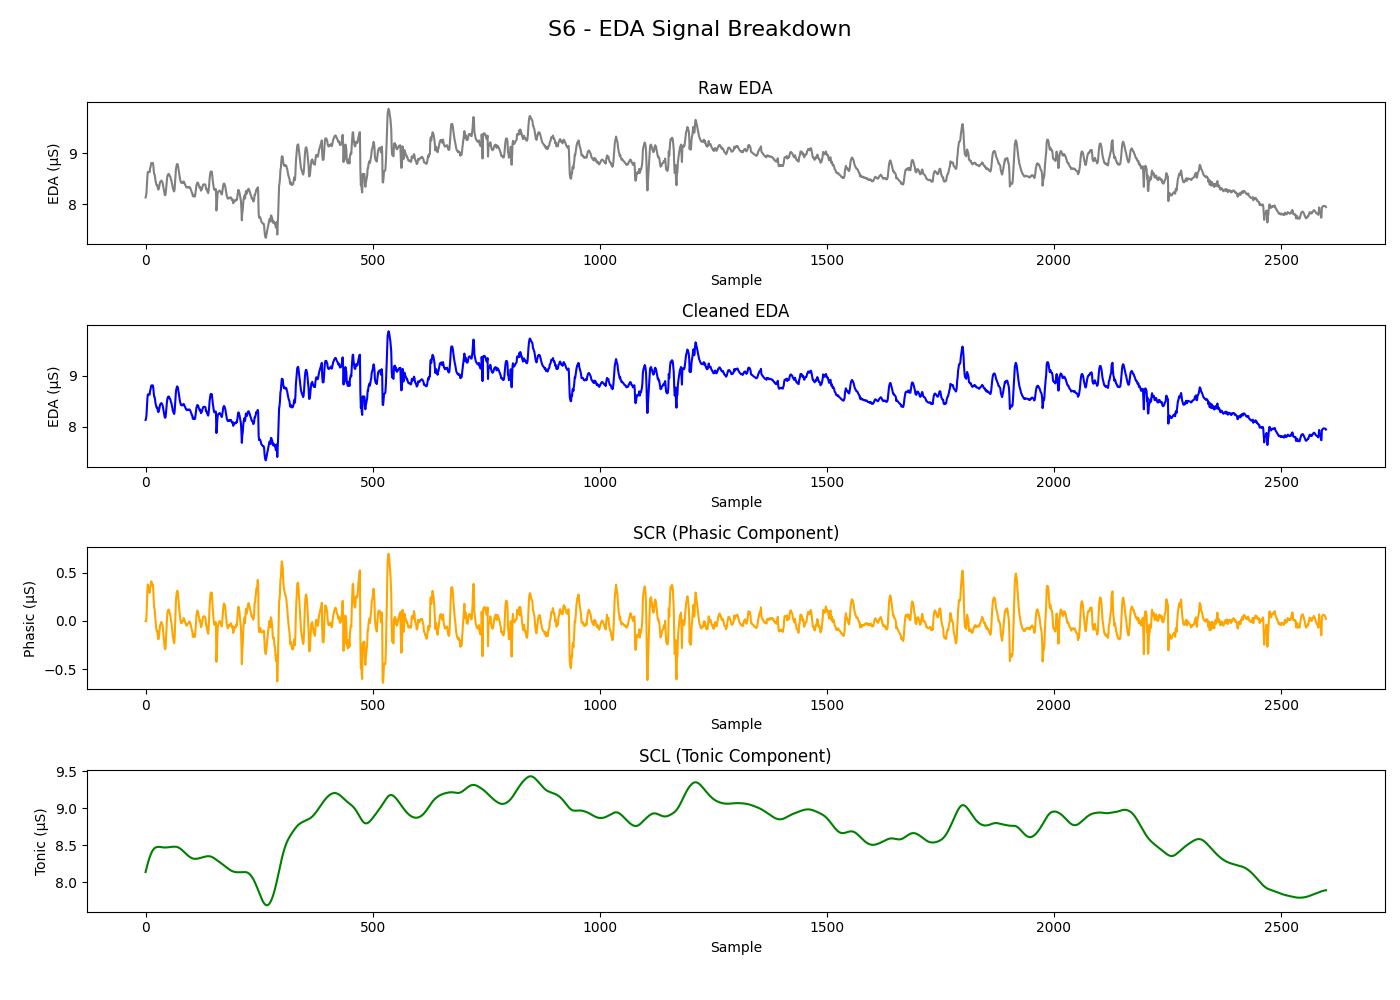 S6 - EDA Signal Breakdown
Raw EDA
EDA (µS)
9
8
0 500 1000 1500 2000 2500
Sample
Cleaned EDA
EDA (µS)
9
8
0 500 1000 1500 2000 2500
Sample
SCR (Phasic Component)
Phasic (µS)
0.5
0.0
−0.5
0 500 1000 1500 2000 2500
Sample
SCL (Tonic Component)
Tonic (µS)
9.5
9.0
8.5
8.0
0 500 1000 1500 2000 2500
Sample